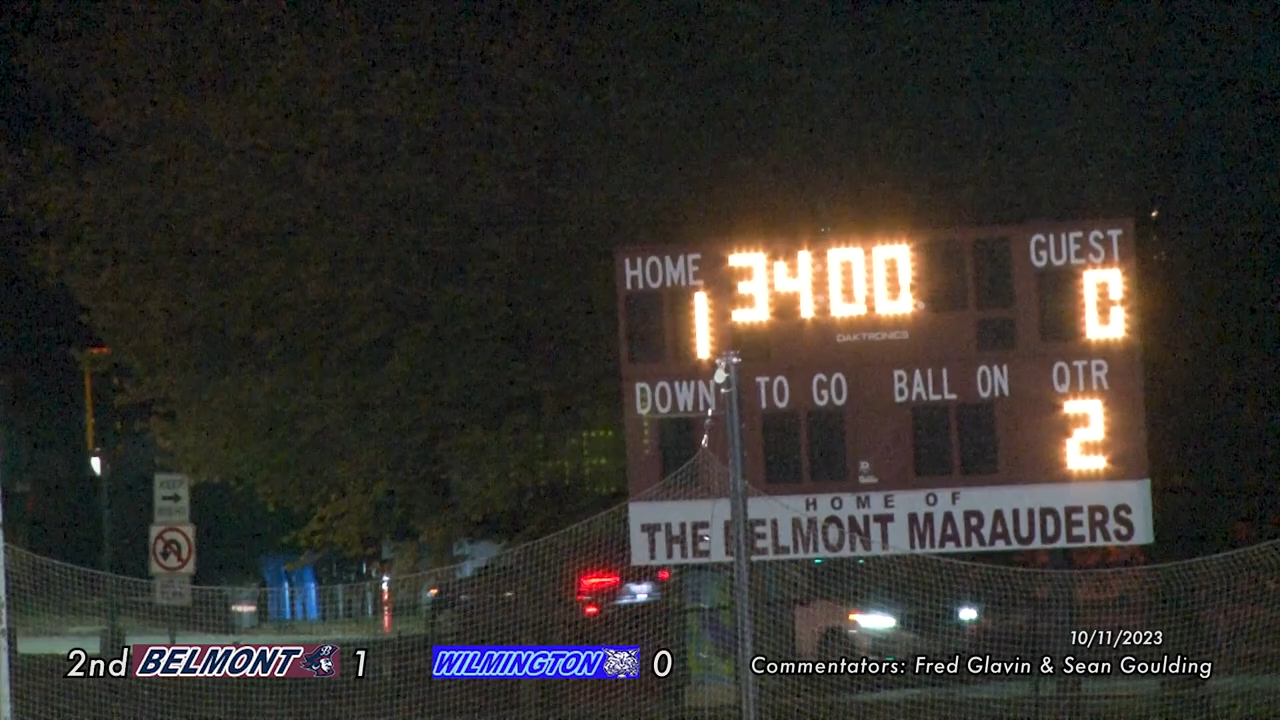 HOME 3400 GUEST
1 0
DAKTRONICS
DOWN TO GO BALL ON QTR
2
HOME OF
THE BELMONT MARAUDERS
KEEP
10/11/2023
2nd BELMONT 1 WILMINGTON 0 Commentators: Fred Glavin & Sean Goulding